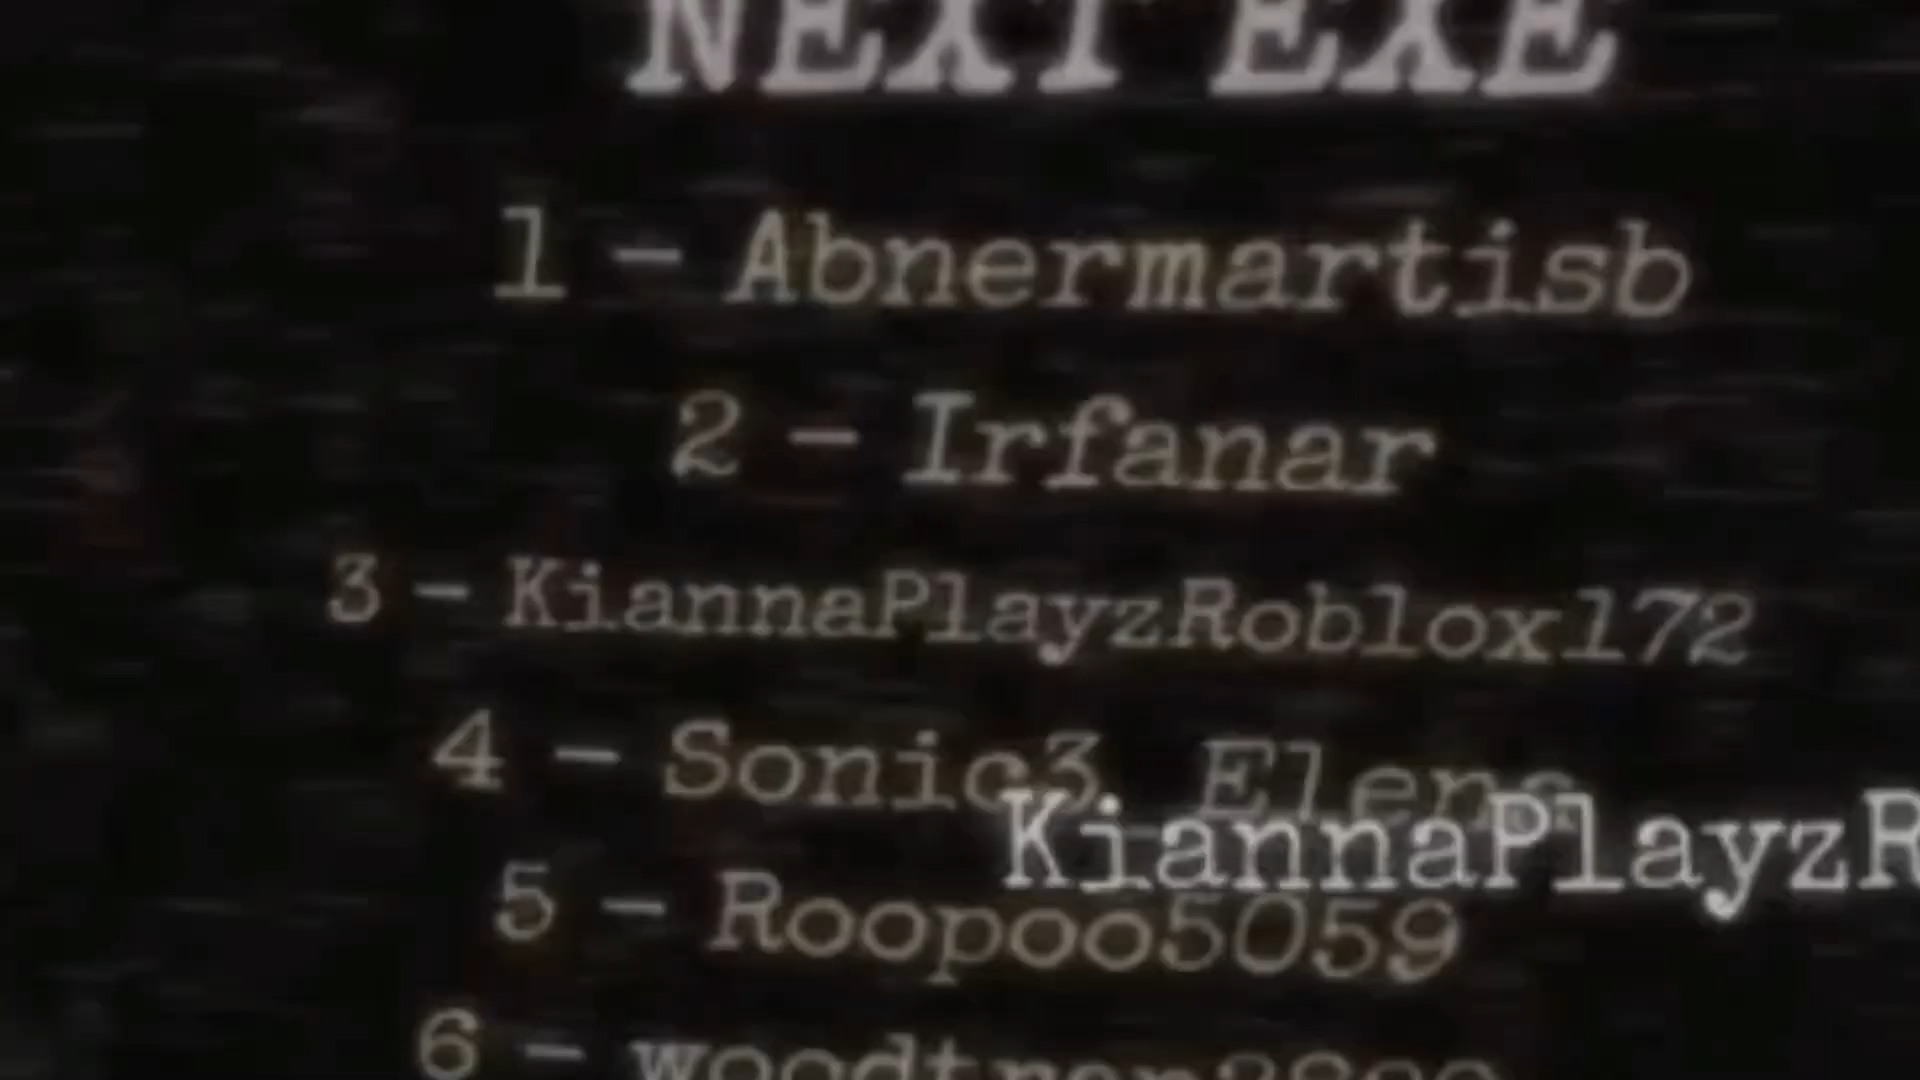 NEXT EXE
1 - Abnermartisb
2 - Irfanar
3 - KiannaPlayzRoblox172
4 - Sonic3
KiannaPlayzR
5 - Roopoo5059
6 -